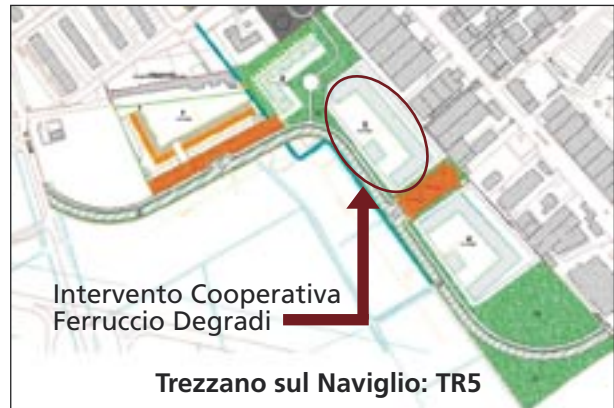 Intervento Cooperativa
Ferruccio Degradi
Trezzano sul Naviglio: TR5